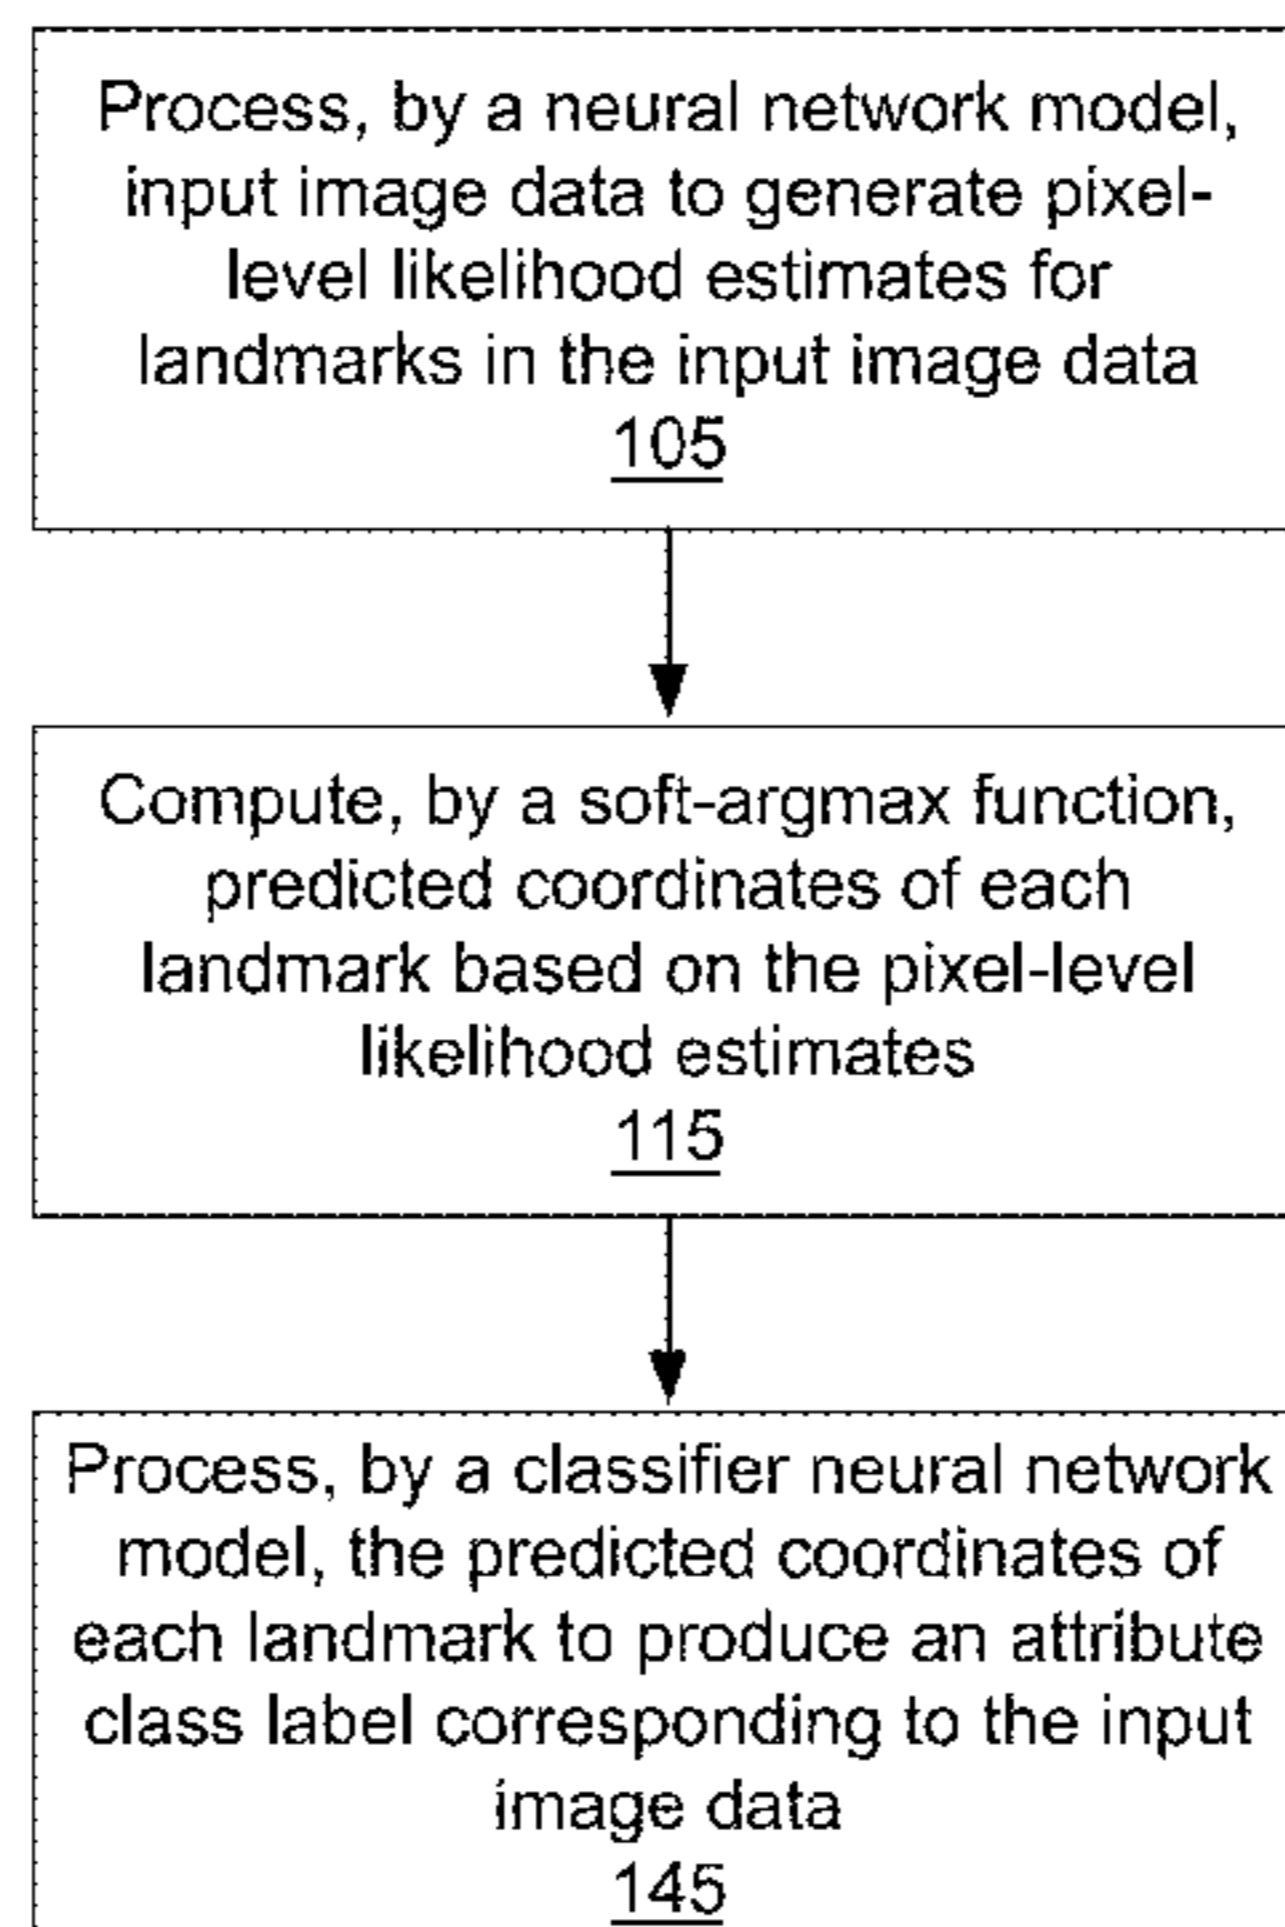 Process, by a neural network model,
input image data to generate pixel-
level likelihood estimates for
landmarks in the input image data
105
Compute, by a soft-argmax function,
predicted coordinates of each
landmark based on the pixel-level
likelihood estimates
115
Process, by a classifier neural network
model, the predicted coordinates of
each landmark to produce an attribute
class label corresponding to the input
image data
145